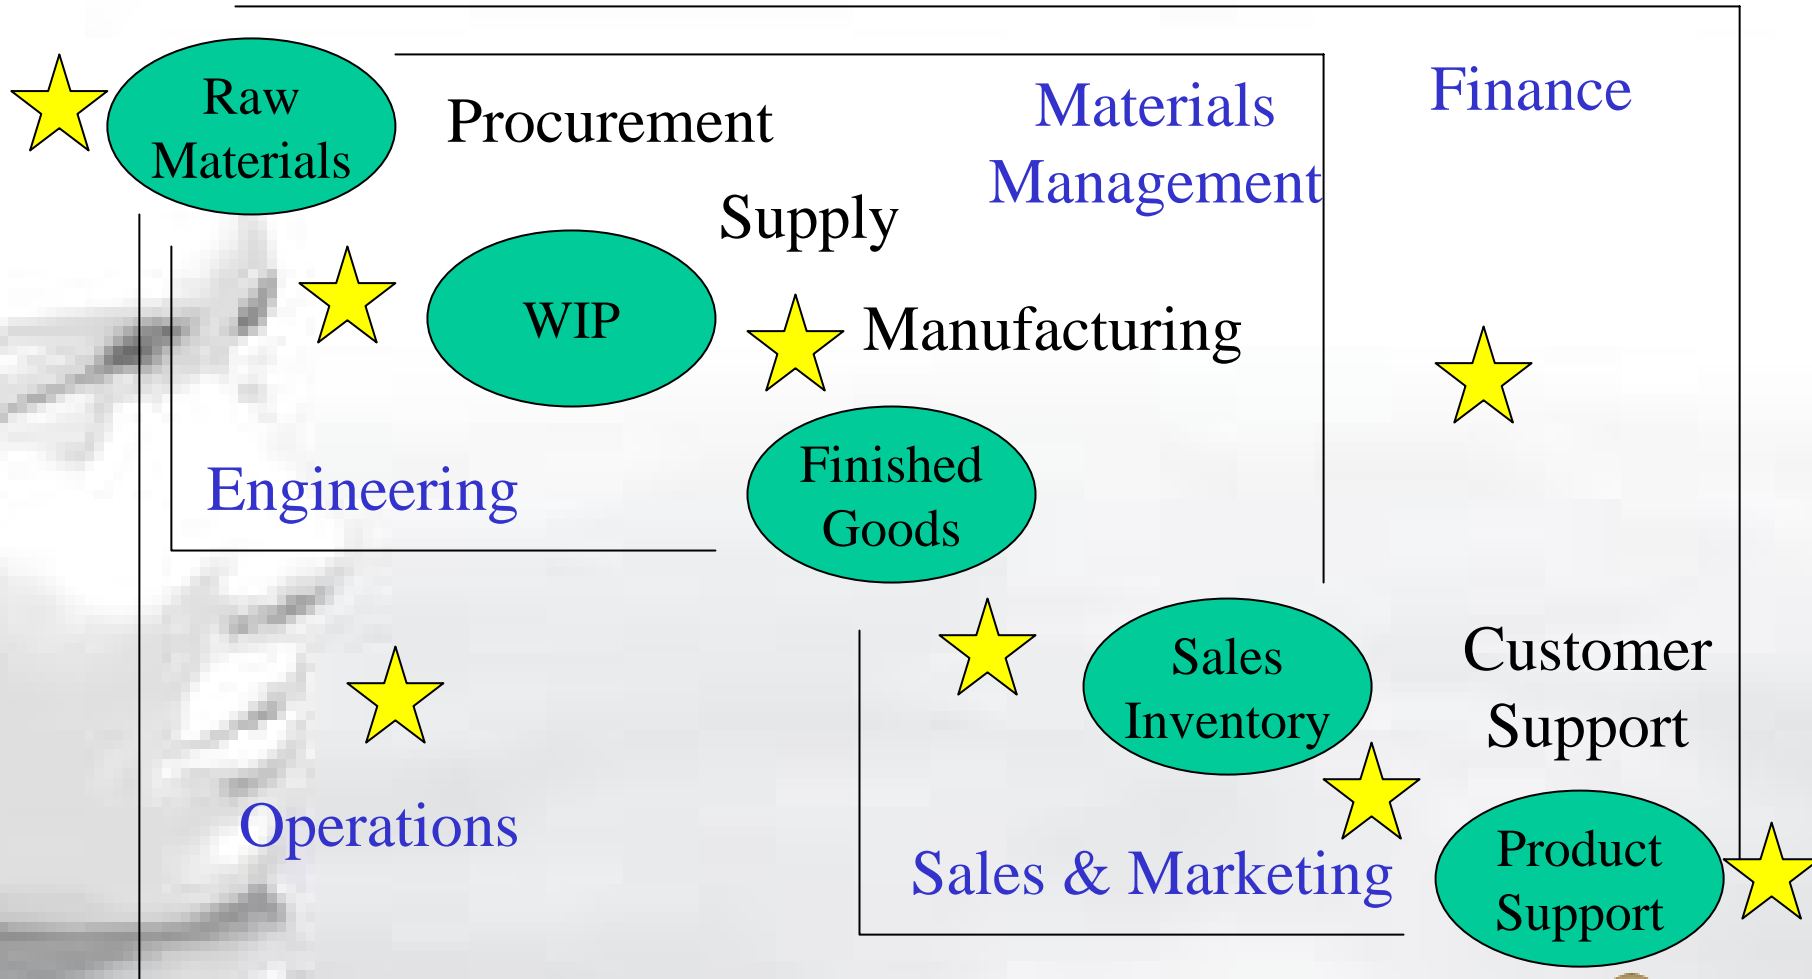 Raw
Materials
Procurement
Materials
Management
Finance
Supply
WIP
Manufacturing
Engineering
Finished
Goods
Sales
Inventory
Customer
Support
Operations
Sales & Marketing
Product
Support